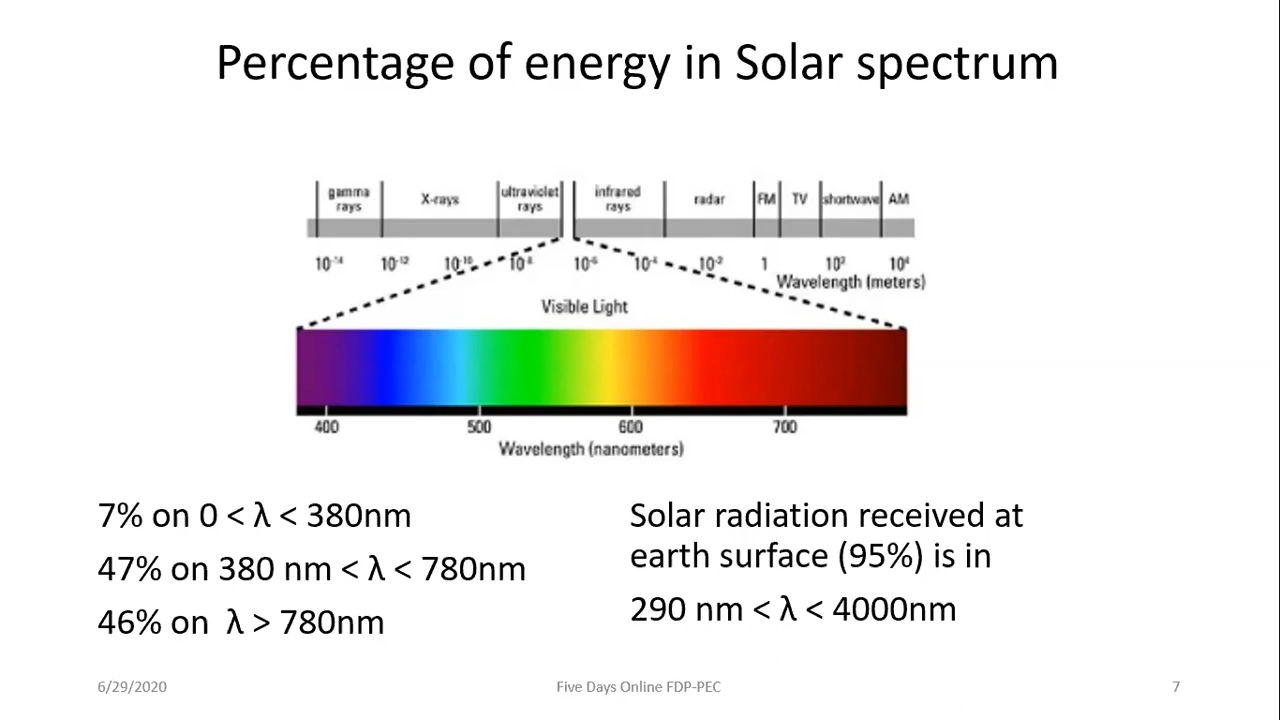 Percentage of energy in Solar spectrum
gamma rays X-rays ultraviolet rays infrared rays radar FM TV shortwave AM
10⁻¹⁴ 10⁻¹² 10⁻¹⁰ 10⁻⁸ 10⁻⁶ 10⁻⁴ 10⁻² 1 10² 10⁴
Wavelength (meters)
Visible Light
400 500 600 700
Wavelength (nanometers)
7% on 0 < λ < 380nm
47% on 380 nm < λ < 780nm
46% on λ > 780nm
Solar radiation received at
earth surface (95%) is in
290 nm < λ < 4000nm
6/29/2020
Five Days Online FDP-PEC
7